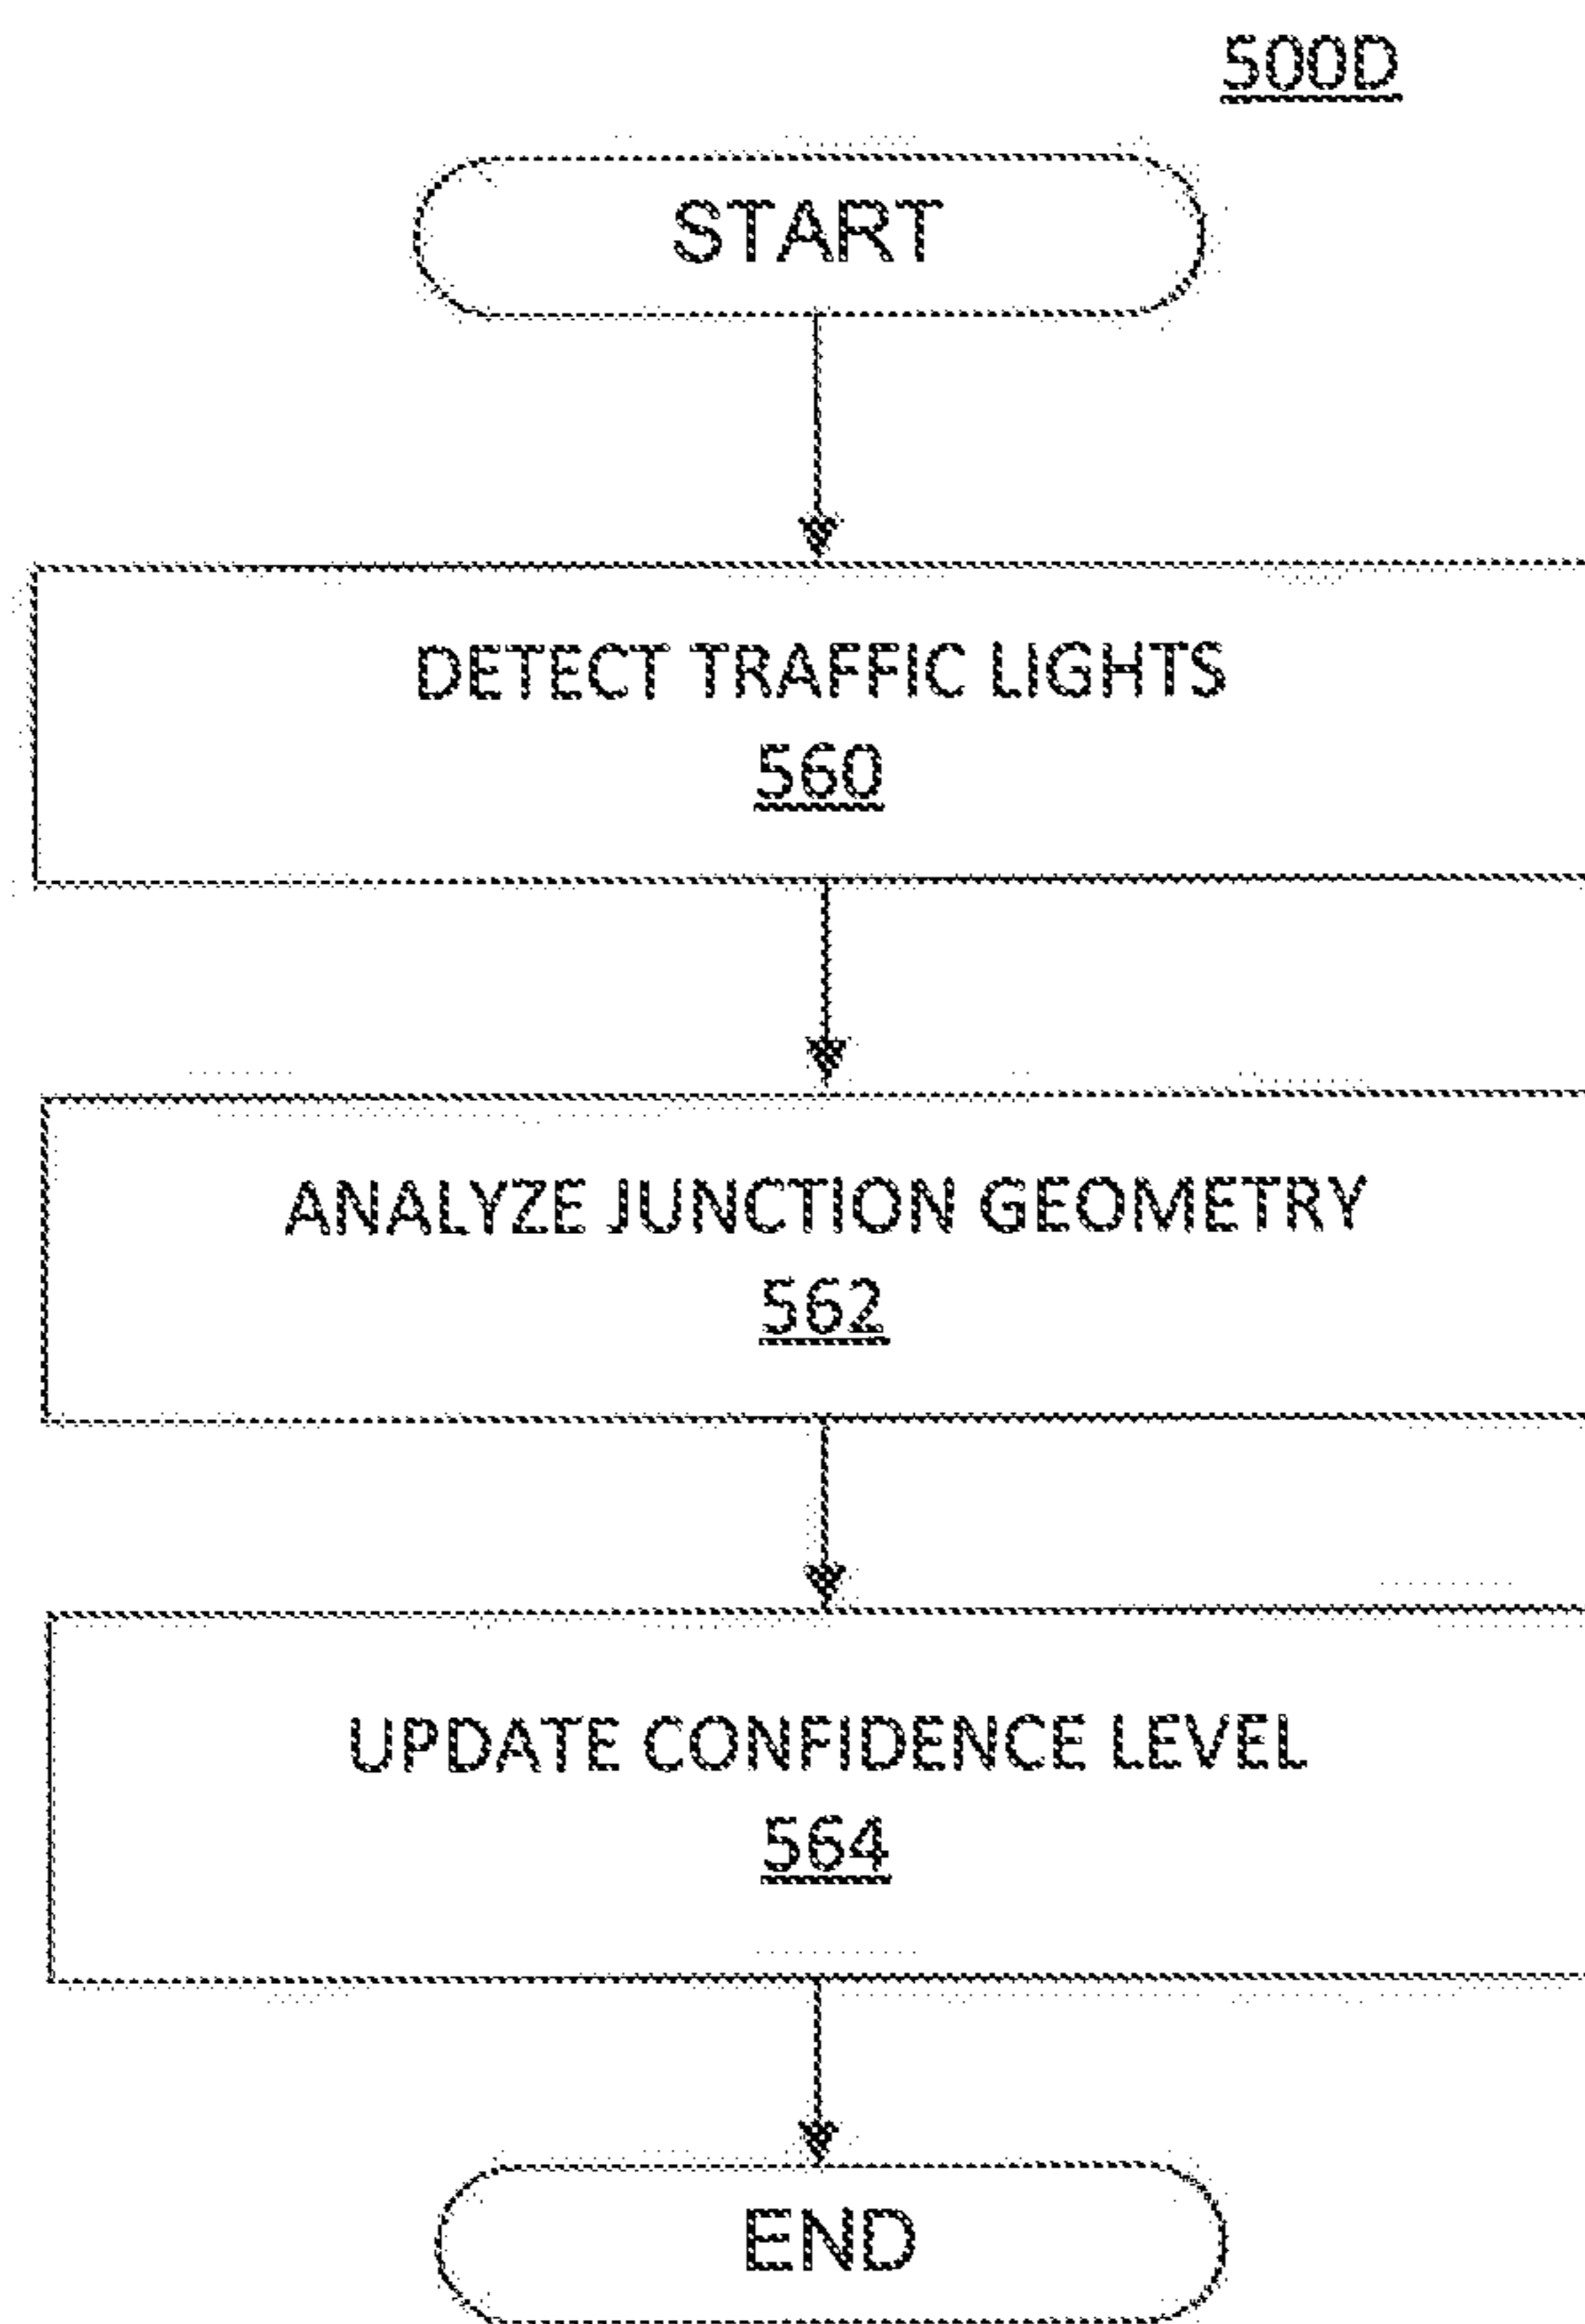 500D
START
DETECT TRAFFIC LIGHTS
560
ANALYZE JUNCTION GEOMETRY
562
UPDATE CONFIDENCE LEVEL
564
END